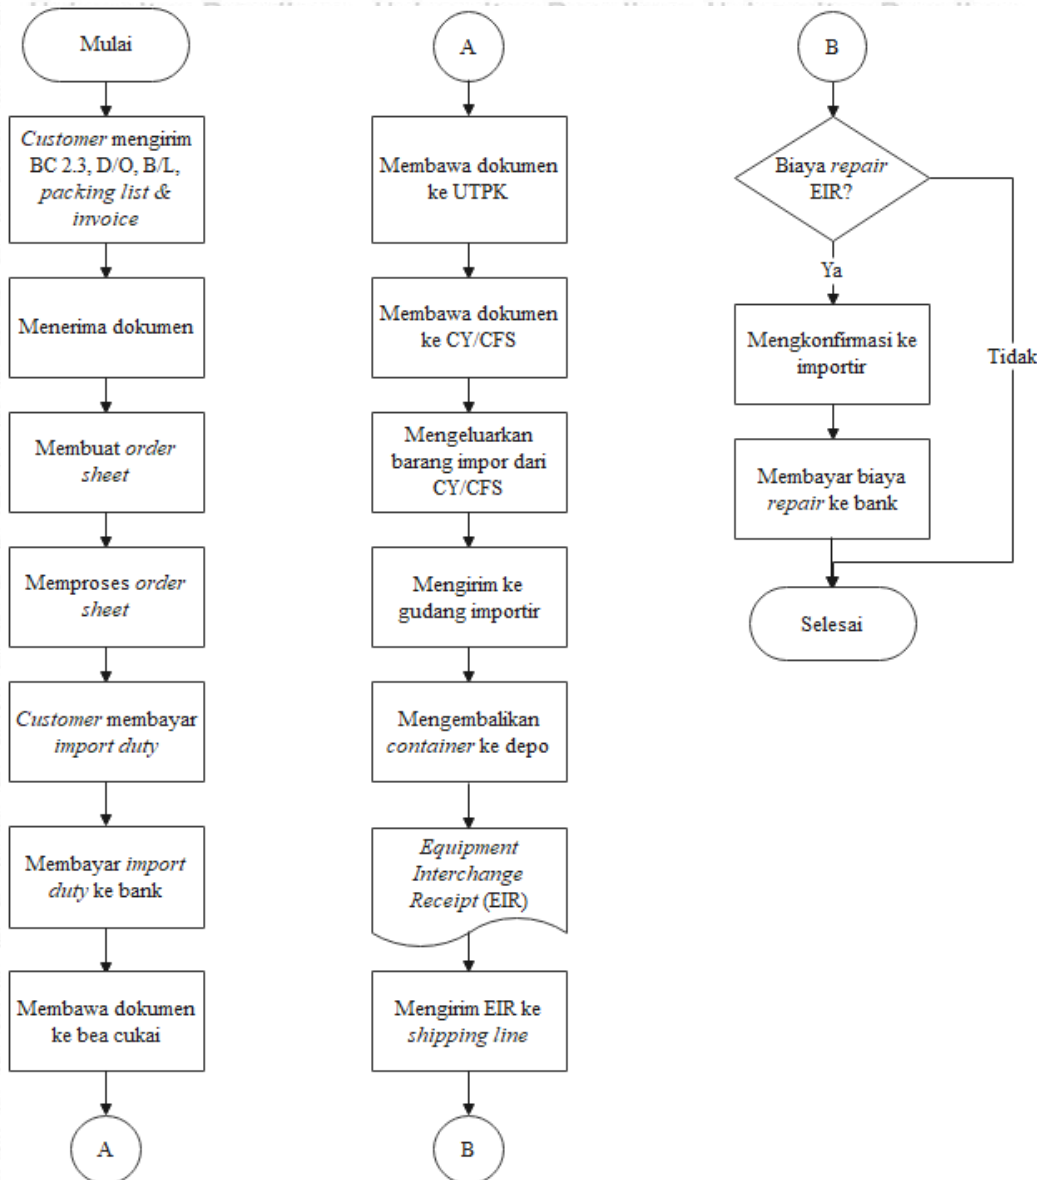 Mulai
Customer mengirim
BC 2.3, D/O, B/L,
packing list &
invoice
Menerima dokumen
Membuat order
sheet
Memproses order
sheet
Customer membayar
import duty
Membayar import
duty ke bank
Membawa dokumen
ke bea cukai
A
A
Membawa dokumen
ke UTPK
Membawa dokumen
ke CY/CFS
Mengeluarkan
barang impor dari
CY/CFS
Mengirim ke
gudang importir
Mengembalikan
container ke depo
Equipment
Interchange
Receipt (EIR)
Mengirim EIR ke
shipping line
B
B
Biaya repair
EIR?
Ya
Tidak
Mengkonfirmasi ke
importir
Membayar biaya
repair ke bank
Selesai